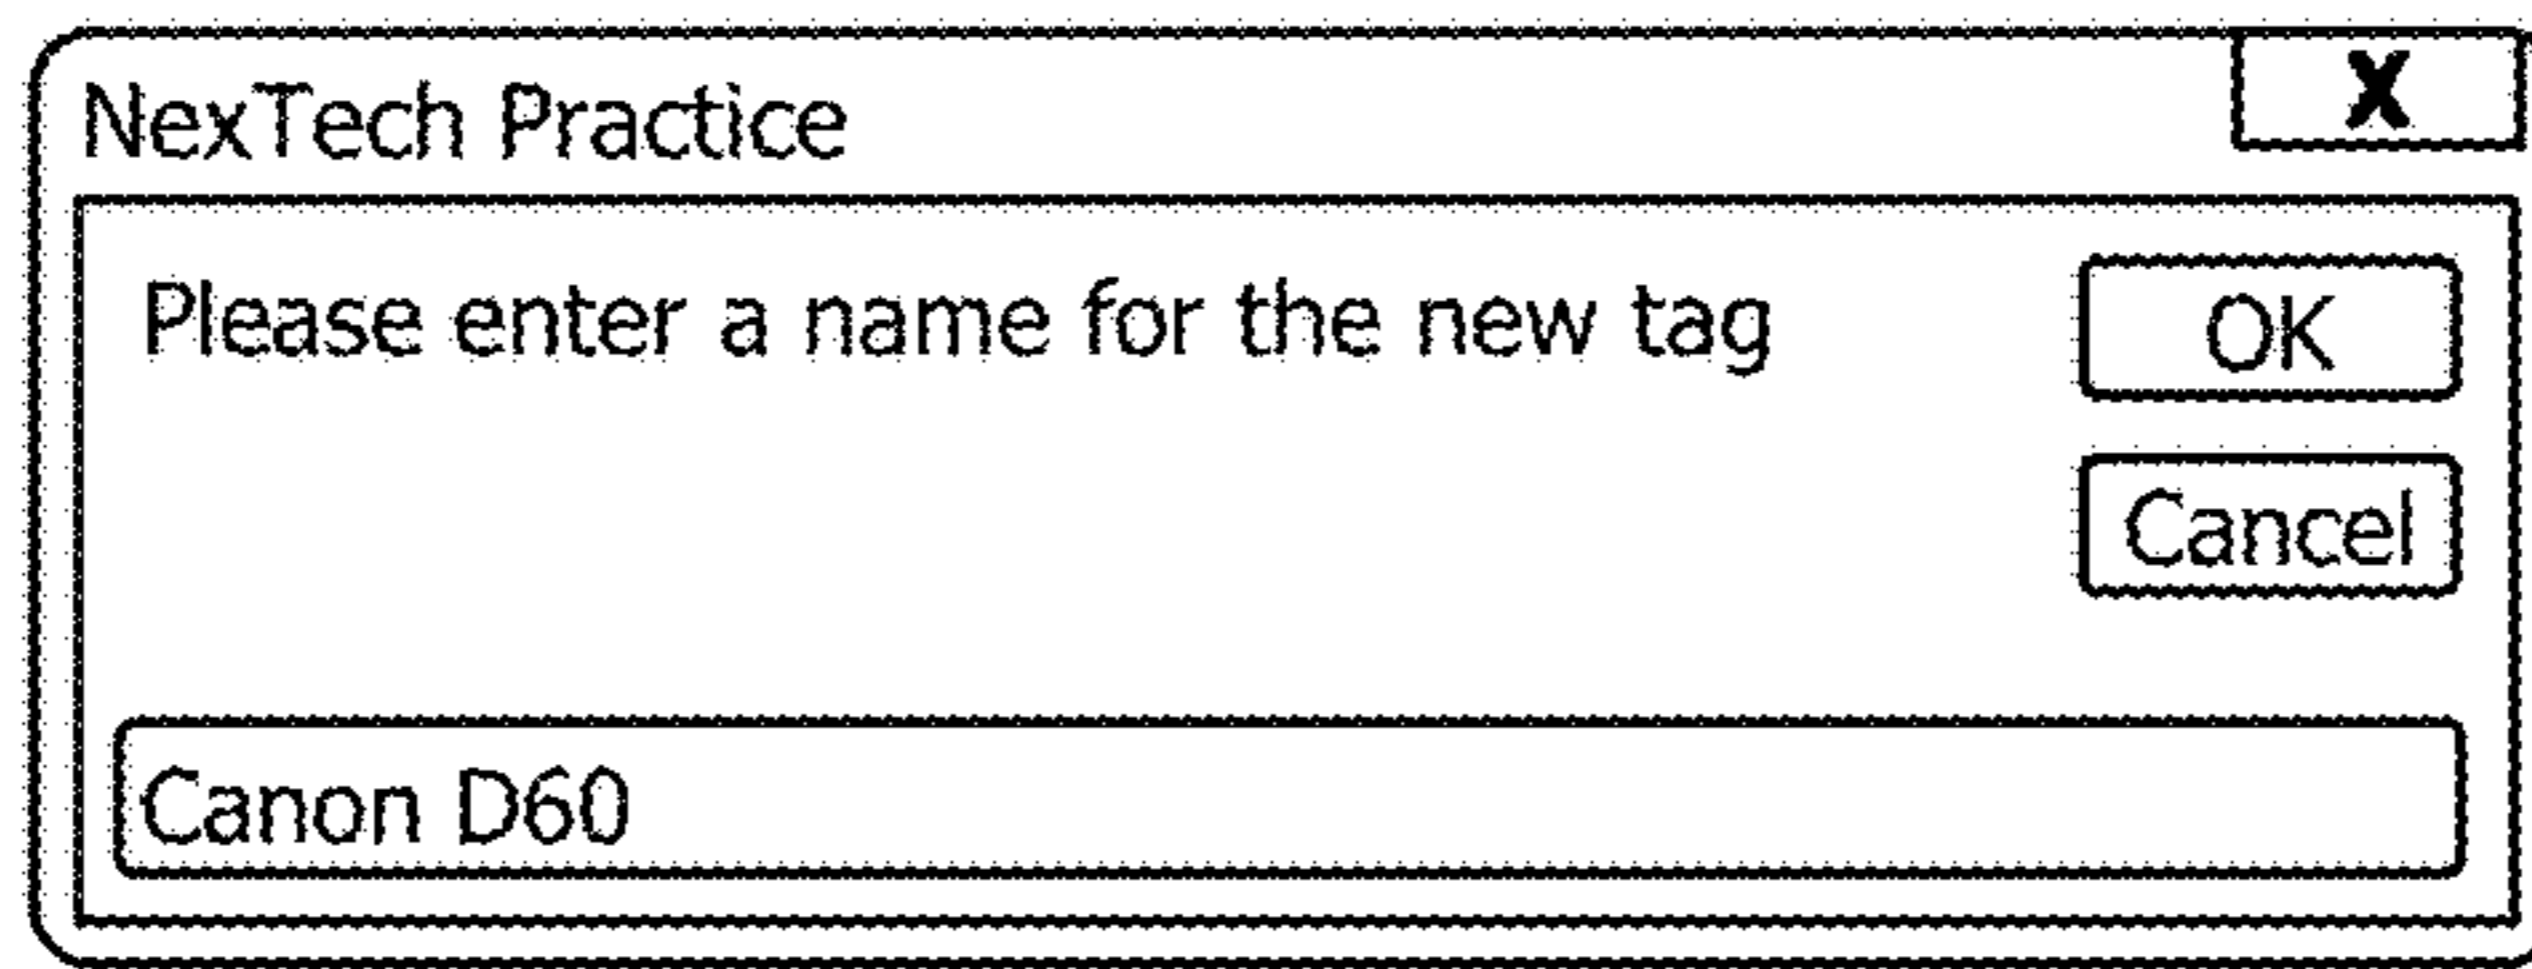 NexTech Practice
X
Please enter a name for the new tag
OK
Cancel
Canon D60